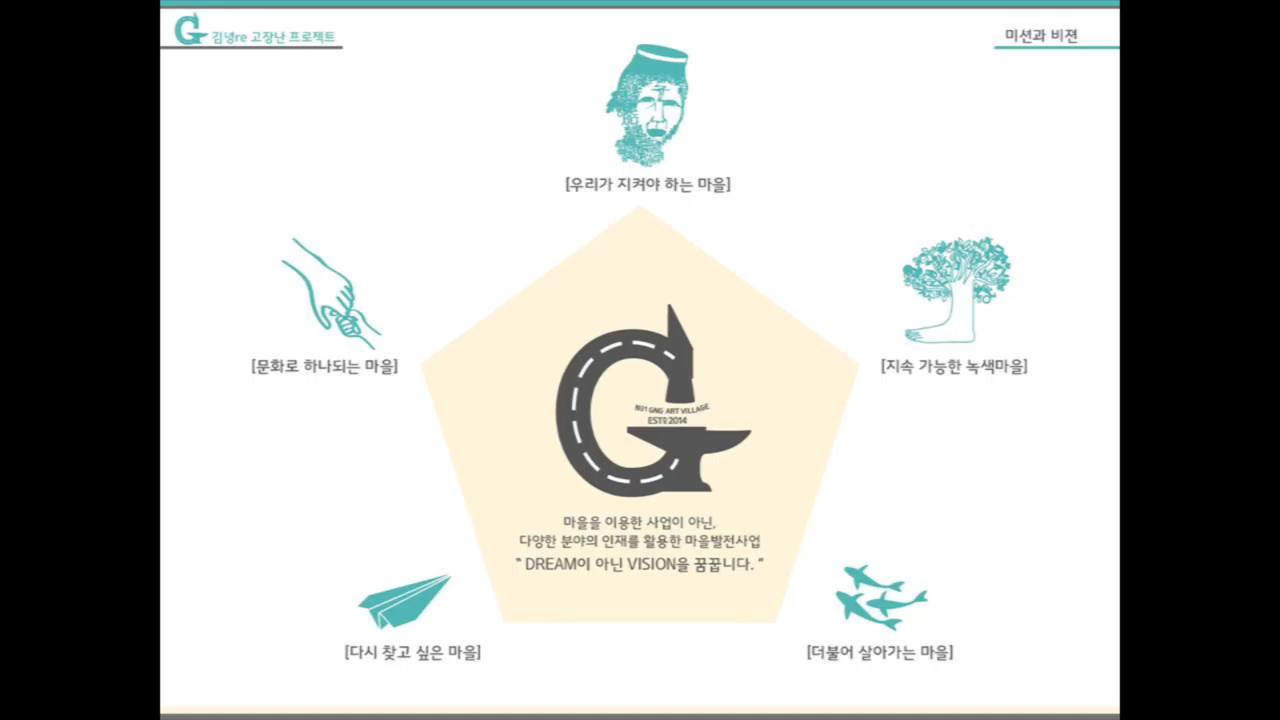 김녕re 고장난 프로젝트
미션과 비젼
[우리가 지켜야 하는 마을]
[문화로 하나되는 마을]
[지속 가능한 녹색마을]
GNG ART VILLAGE
2014
마을을 이용한 사업이 아닌,
다양한 분야의 인재를 활용한 마을발전사업
“ DREAM이 아닌 VISION을 꿈꿉니다. ”
[다시 찾고 싶은 마을]
[더불어 살아가는 마을]